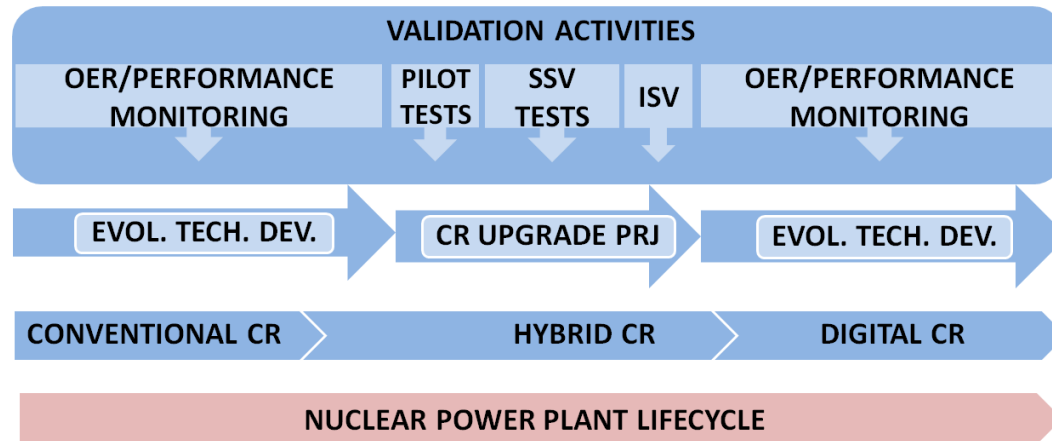 VALIDATION ACTIVITIES
OER/PERFORMANCE
MONITORING
PILOT
TESTS
SSV
TESTS
ISV
OER/PERFORMANCE
MONITORING
EVOL. TECH. DEV.
CR UPGRADE PRJ
EVOL. TECH. DEV.
CONVENTIONAL CR
HYBRID CR
DIGITAL CR
NUCLEAR POWER PLANT LIFECYCLE